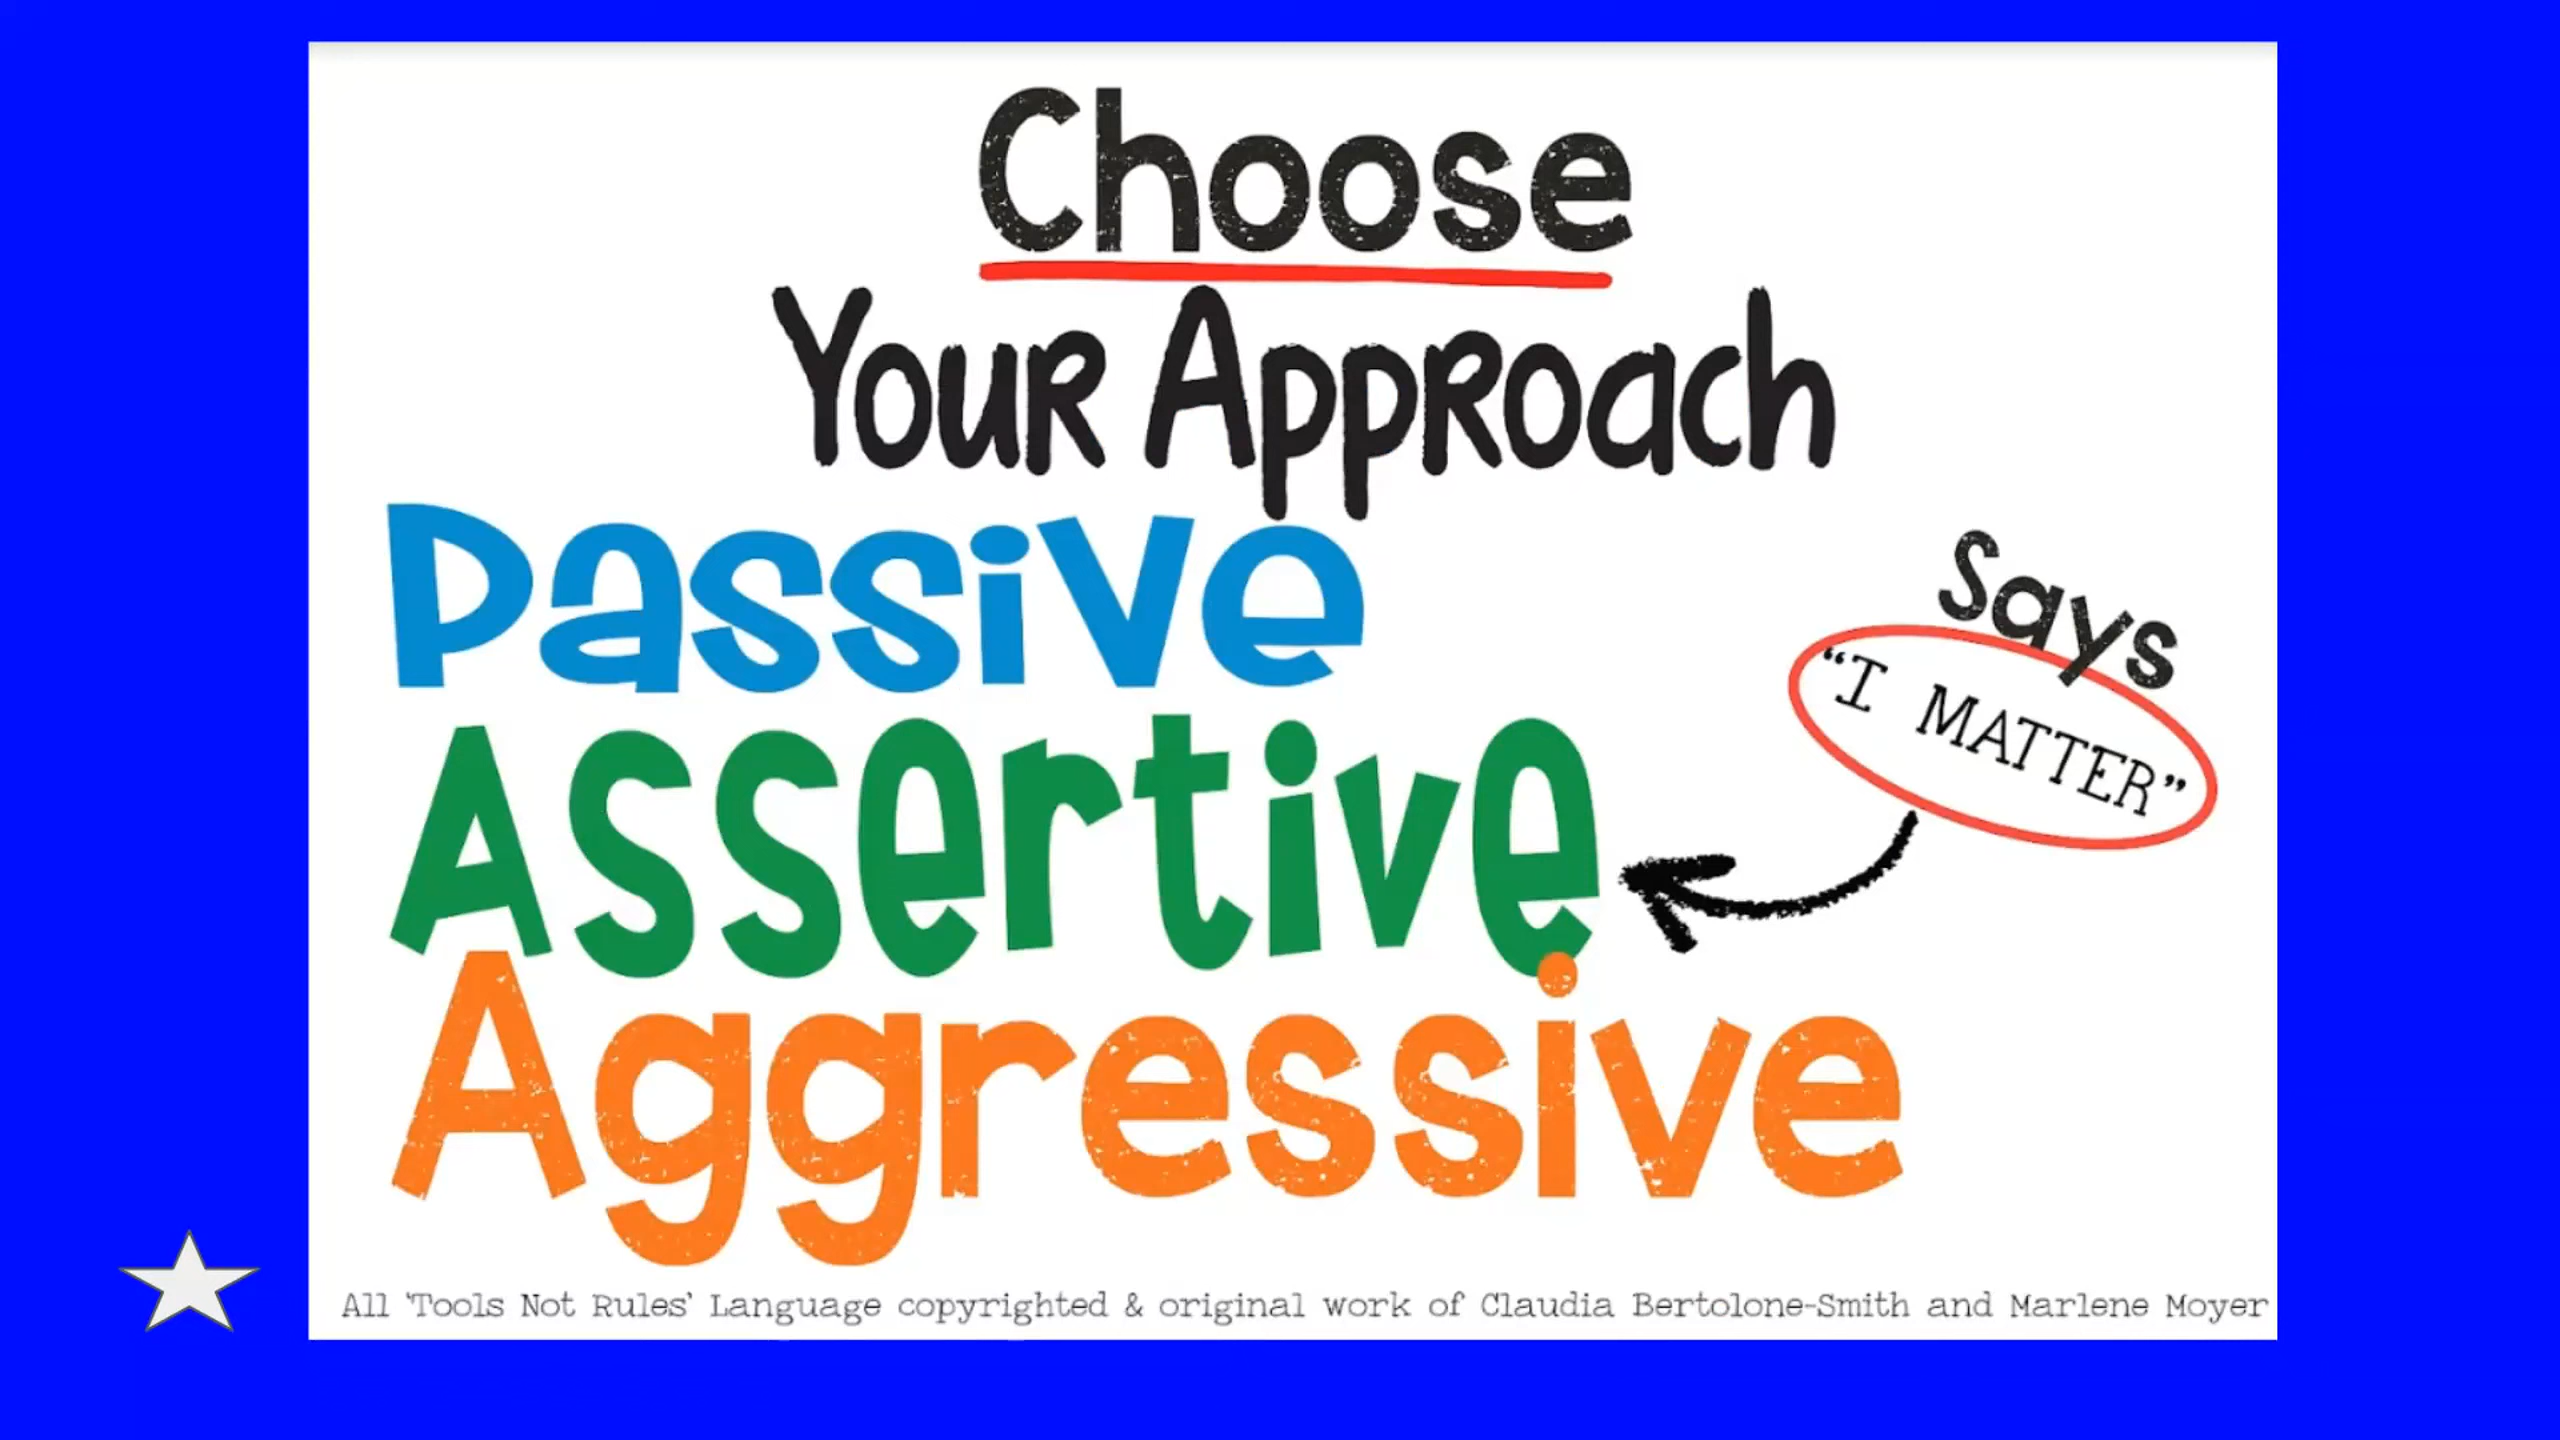 Choose
Your Approach
Passive
Says
"I MATTER"
Assertive
Aggressive
All 'Tools Not Rules' Language copyrighted & original work of Claudia Bertolone-Smith and Marlene Moyer